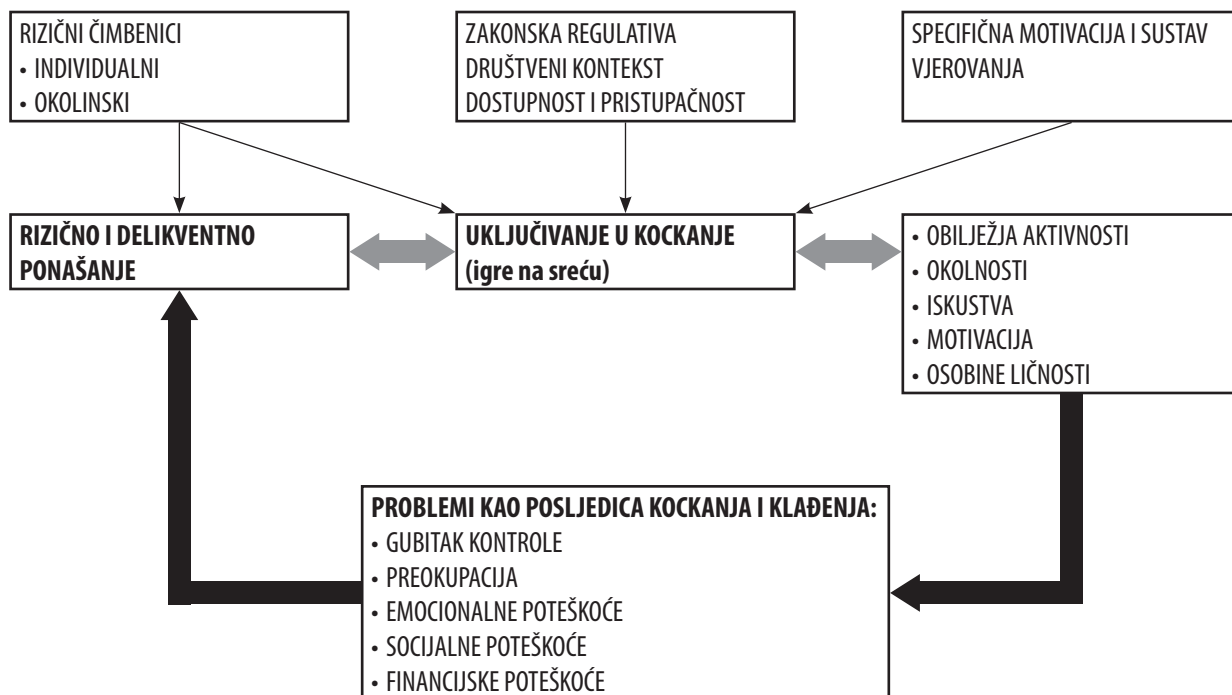 RIZIČNI ČIMBENICI
• INDIVIDUALNI
• OKOLINSKI
ZAKONSKA REGULATIVA
DRUŠTVENI KONTEKST
DOSTUPNOST I PRISTUPAČNOST
SPECIFIČNA MOTIVACIJA I SUSTAV
VJEROVANJA
RIZIČNO I DELIKVENTNO
PONAŠANJE
UKLJUČIVANJE U KOCKANJE
(igre na sreću)
• OBILJEŽJA AKTIVNOSTI
• OKOLNOSTI
• ISKUSTVA
• MOTIVACIJA
• OSOBINE LIČNOSTI
PROBLEMI KAO POSLJEDICA KOCKANJA I KLAĐENJA:
• GUBITAK KONTROLE
• PREOKUPACIJA
• EMOCIONALNE POTEŠKOĆE
• SOCIJALNE POTEŠKOĆE
• FINANCIJSKE POTEŠKOĆE